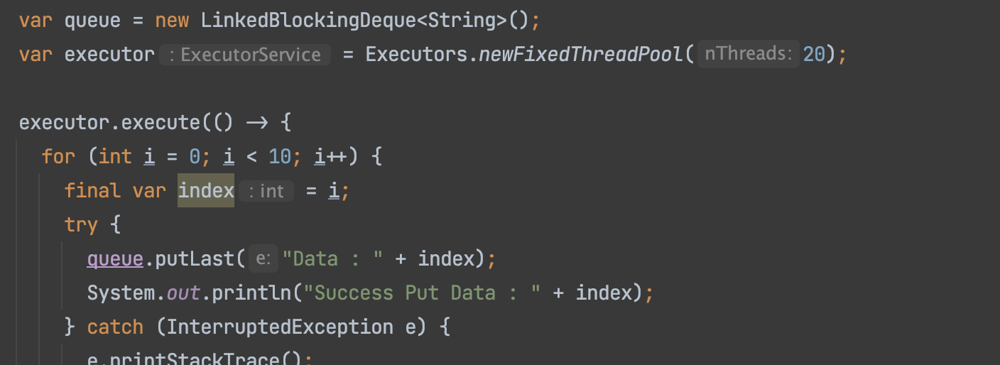 var queue = new LinkedBlockingDeque<String>();
var executor : ExecutorService = Executors.newFixedThreadPool( nThreads: 20);
executor.execute(() -> {
for (int i = 0; i < 10; i++) {
final var index : int = i;
try {
queue.putLast( e: "Data : " + index);
System.out.println("Success Put Data : " + index);
} catch (InterruptedException e) {
e.printStackTrace();